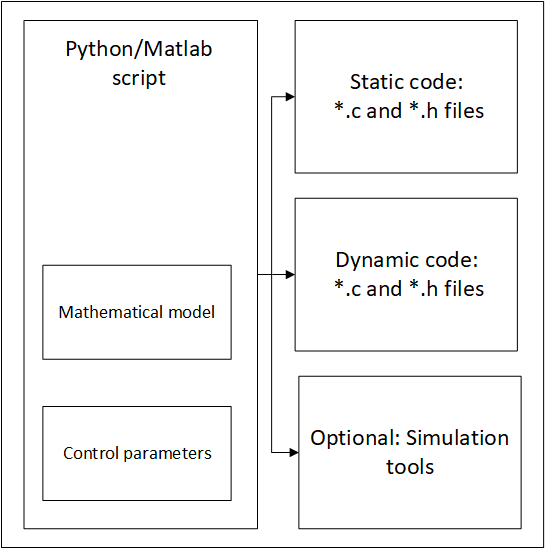 Python/Matlab
script
Mathematical model
Control parameters
Static code:
*.c and *.h files
Dynamic code:
*.c and *.h files
Optional: Simulation
tools